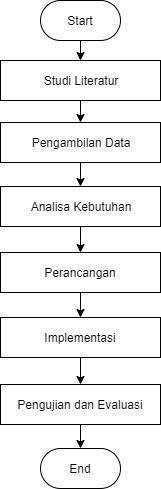 Start
Studi Literatur
Pengambilan Data
Analisa Kebutuhan
Perancangan
Implementasi
Pengujian dan Evaluasi
End